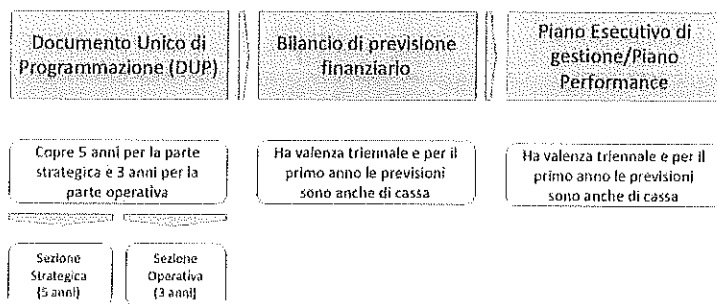 Documento Unico di
Programmazione (DUP)
Bilancio di previsione
finanziario
Piano Esecutivo di
gestione/Piano
Performance
Copre 5 anni per la parte
strategica e 3 anni per la
parte operativa
Ha valenza triennale e per il
primo anno le previsioni
sono anche di cassa
Ha valenza triennale e per il
primo anno le previsioni
sono anche di cassa
Sezione
Strategica
(5 anni)
Sezione
Operativa
(3 anni)